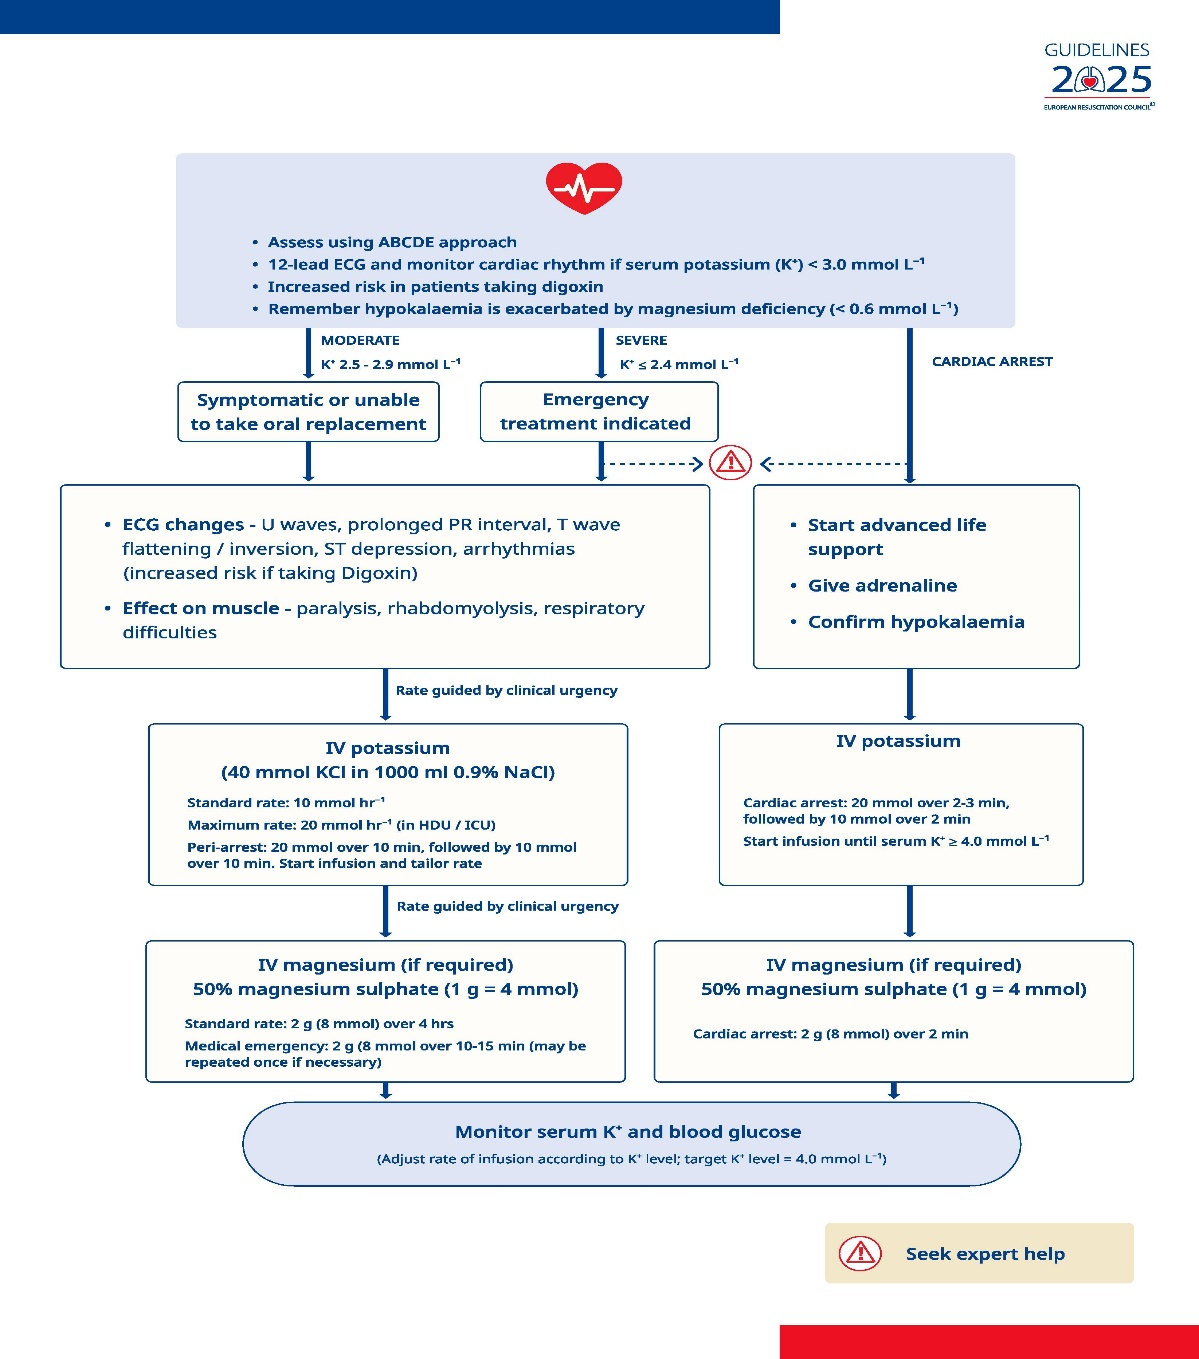 GUIDELINES
2025
EUROPEAN RESUSCITATION COUNCIL
• Assess using ABCDE approach
• 12-lead ECG and monitor cardiac rhythm if serum potassium (K⁺) < 3.0 mmol L⁻¹
• Increased risk in patients taking digoxin
• Remember hypokalaemia is exacerbated by magnesium deficiency (< 0.6 mmol L⁻¹)
MODERATE
K⁺ 2.5 - 2.9 mmol L⁻¹
SEVERE
K⁺ ≤ 2.4 mmol L⁻¹
CARDIAC ARREST
Symptomatic or unable
to take oral replacement
Emergency
treatment indicated
• ECG changes - U waves, prolonged PR interval, T wave
flattening / inversion, ST depression, arrhythmias
(increased risk if taking Digoxin)
• Effect on muscle - paralysis, rhabdomyolysis, respiratory
difficulties
• Start advanced life
support
• Give adrenaline
• Confirm hypokalaemia
Rate guided by clinical urgency
IV potassium
(40 mmol KCl in 1000 ml 0.9% NaCl)
Standard rate: 10 mmol hr⁻¹
Maximum rate: 20 mmol hr⁻¹ (in HDU / ICU)
Peri-arrest: 20 mmol over 10 min, followed by 10 mmol
over 10 min. Start infusion and tailor rate
IV potassium
Cardiac arrest: 20 mmol over 2-3 min,
followed by 10 mmol over 2 min
Start infusion until serum K⁺ ≥ 4.0 mmol L⁻¹
Rate guided by clinical urgency
IV magnesium (if required)
50% magnesium sulphate (1 g = 4 mmol)
Standard rate: 2 g (8 mmol) over 4 hrs
Medical emergency: 2 g (8 mmol over 10-15 min (may be
repeated once if necessary)
IV magnesium (if required)
50% magnesium sulphate (1 g = 4 mmol)
Cardiac arrest: 2 g (8 mmol) over 2 min
Monitor serum K⁺ and blood glucose
(Adjust rate of infusion according to K⁺ level; target K⁺ level = 4.0 mmol L⁻¹)
Seek expert help